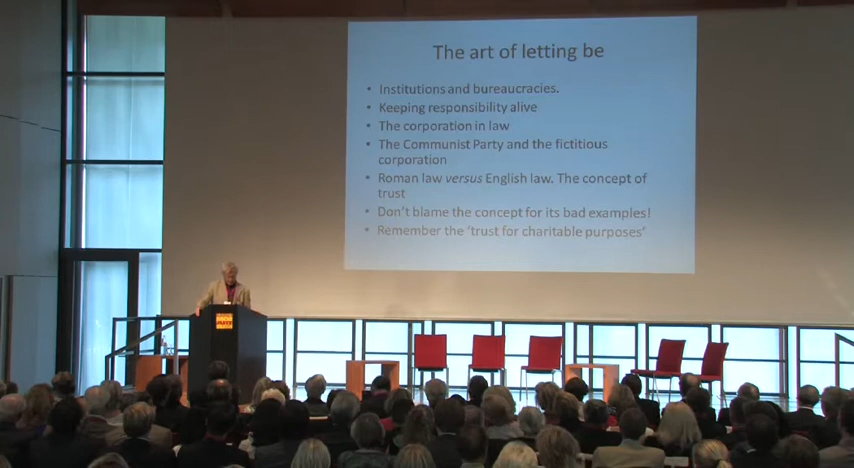 The art of letting be
• Institutions and bureaucracies.
• Keeping responsibility alive
• The corporation in law
• The Communist Party and the fictitious
corporation
• Roman law versus English law. The concept of
trust
• Don't blame the concept for its bad examples!
• Remember the 'trust for charitable purposes'